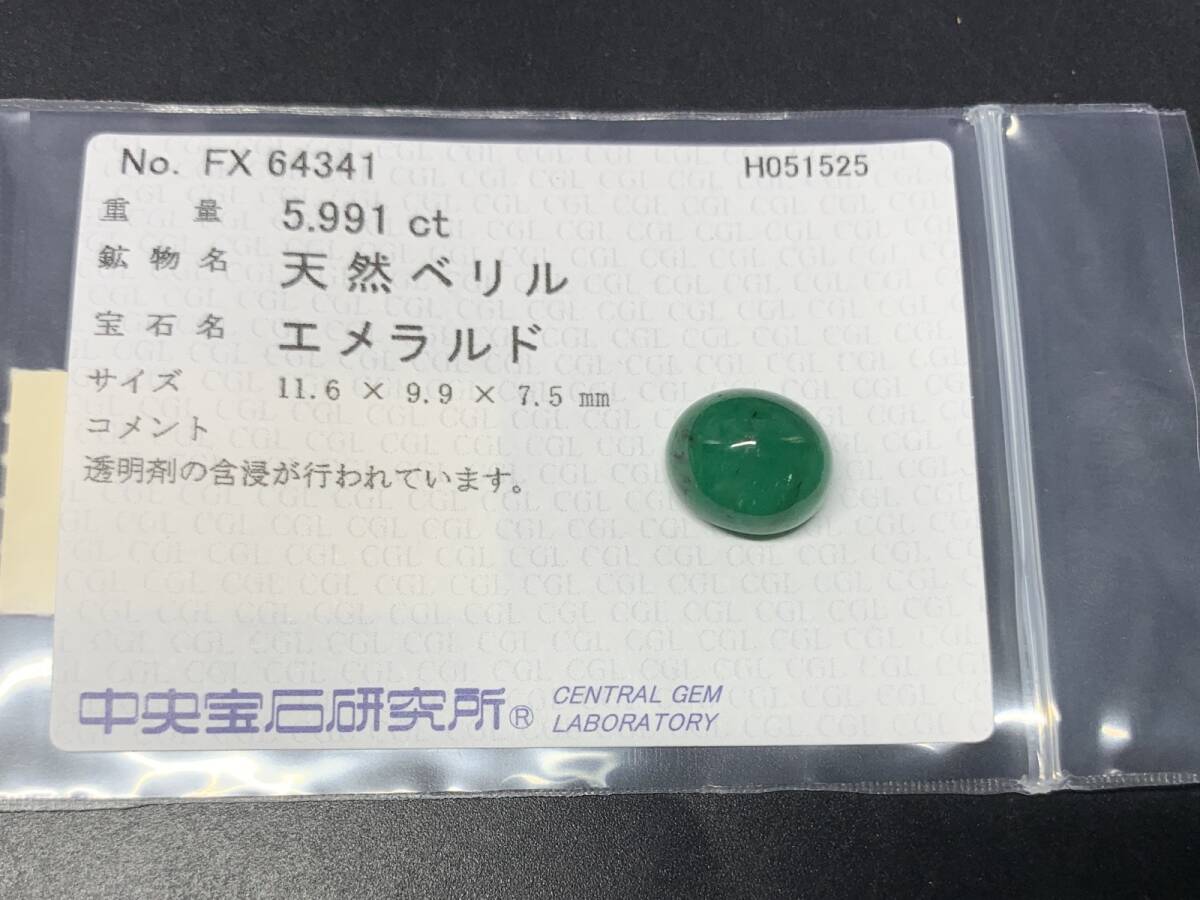 No. FX 64341 H051525
重量 5.991 ct
鉱物名 天然ベリル
宝石名 エメラルド
サイズ 11.6 × 9.9 × 7.5 mm
コメント
透明剤の含浸が行われています。
中央宝石研究所® CENTRAL GEM
LABORATORY